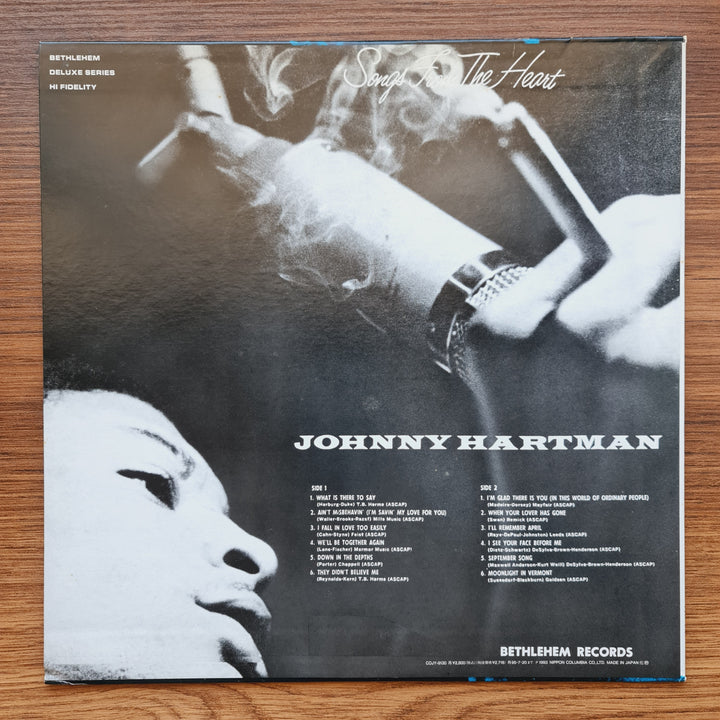 BETHLEHEM
DELUXE SERIES
HI FIDELITY
Songs From The Heart
JOHNNY HARTMAN
SIDE 1
1. WHAT IS THERE TO SAY
(Harburg-Duke) T.B. Harms (ASCAP)
2. AIN'T MISBEHAVIN' (I'M SAVIN' MY LOVE FOR YOU)
(Waller-Brooks-Razaf) Mills Music (ASCAP)
3. I FALL IN LOVE TOO EASILY
(Cahn-Styne) Feist (ASCAP)
4. WE'LL BE TOGETHER AGAIN
(Lane-Fischer) Marmor Music (ASCAP)
5. DOWN IN THE DEPTHS
(Porter) Chappell (ASCAP)
6. THEY DIDN'T BELIEVE ME
(Reynolds-Kern) T.B. Harms (ASCAP)
SIDE 2
1. I'M GLAD THERE IS YOU (IN THIS WORLD OF ORDINARY PEOPLE)
(Madeira-Dorsey) Mayfair (ASCAP)
2. WHEN YOUR LOVER HAS GONE
(Swan) Remick (ASCAP)
3. I'LL REMEMBER APRIL
(Raye-DePaul-Johnston) Leeds (ASCAP)
4. I SEE YOUR FACE BEFORE ME
(Dietz-Schwartz) DeSylva-Brown-Henderson (ASCAP)
5. SEPTEMBER SONG
(Maxwell Anderson-Kurt Weill) DeSylva-Brown-Henderson (ASCAP)
6. MOONLIGHT IN VERMONT
(Suessdorf-Blackburn) Goldsen (ASCAP)
BETHLEHEM RECORDS
1993 NIPPON COLUMBIA CO., LTD. MADE IN JAPAN